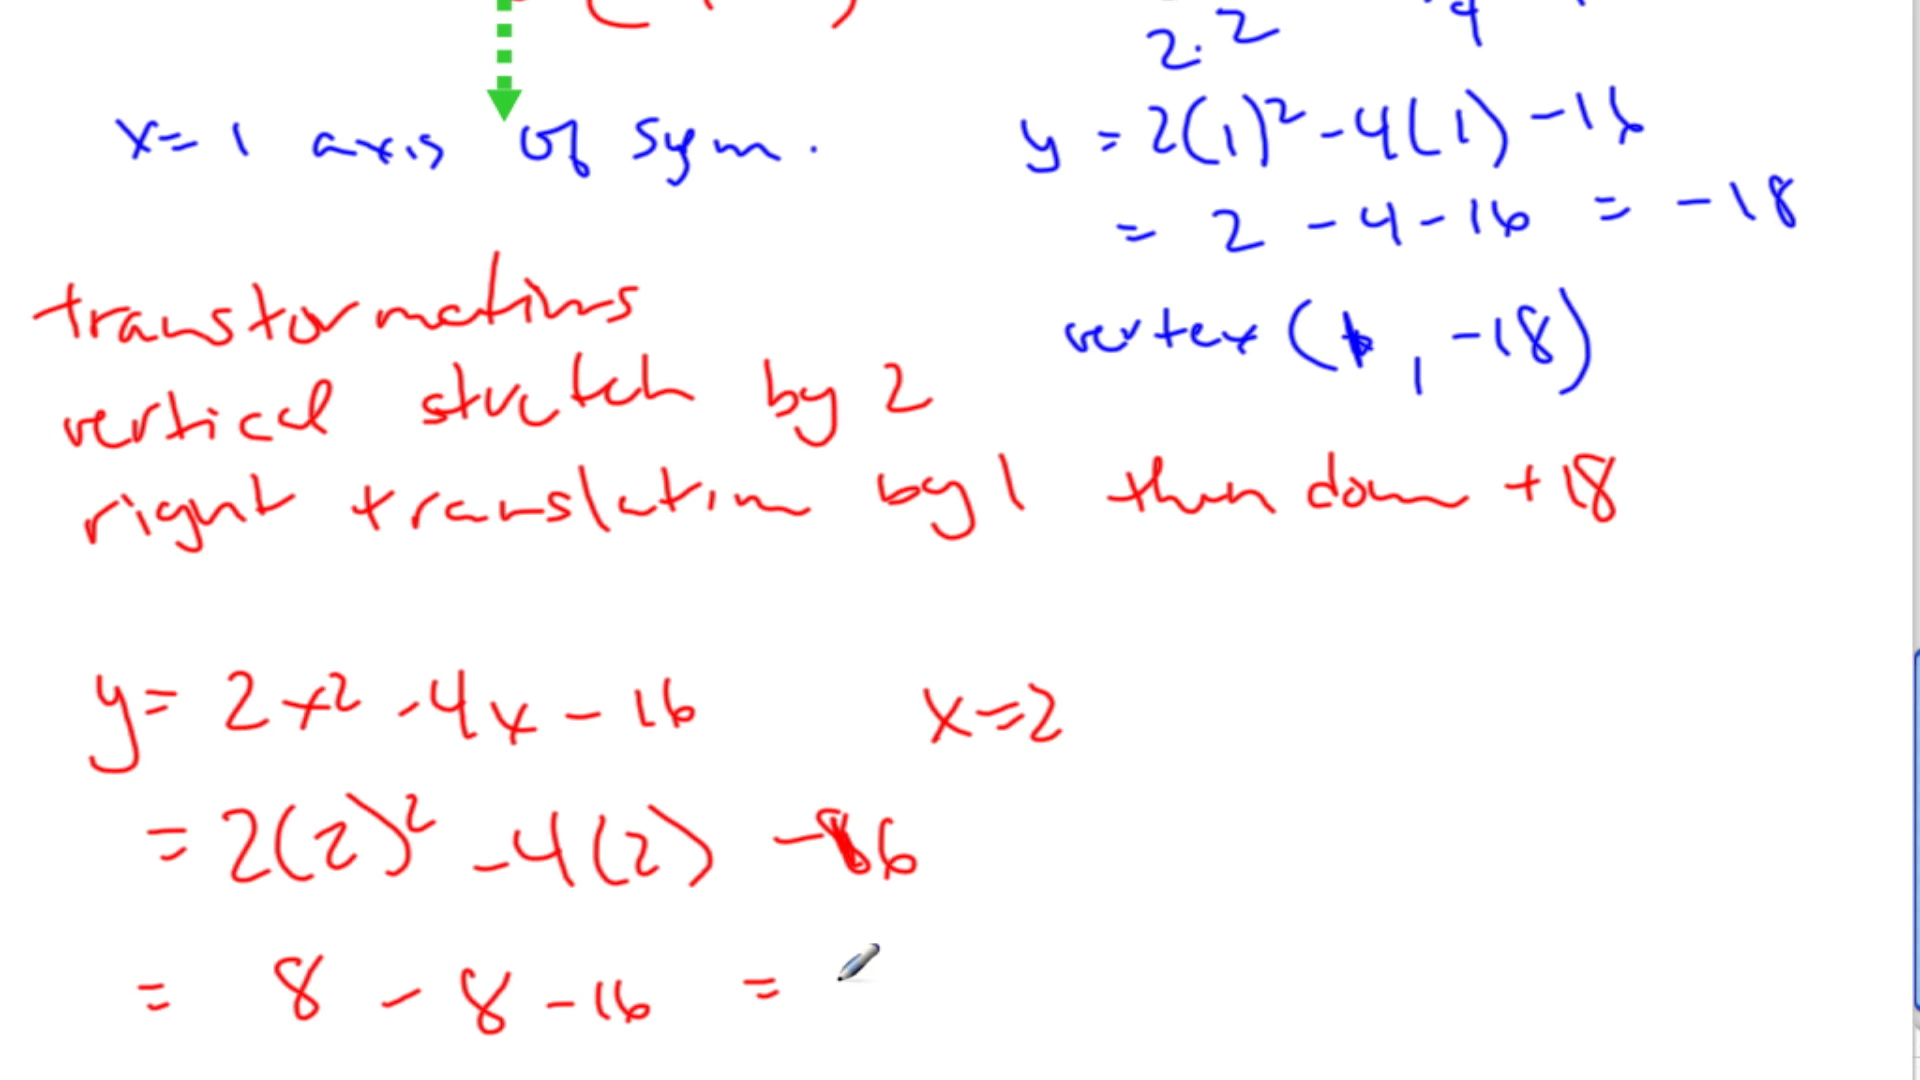 2·2
x=1 axis of sym.
y = 2(1)² -4(1) -16
= 2 -4-16 = -18
vertex (1, -18)
transformations
vertical stretch by 2
right translation by 1 then down +18
y= 2x² -4x - 16
x=2
=2(2)² -4(2) -16
= 8 - 8 -16 =